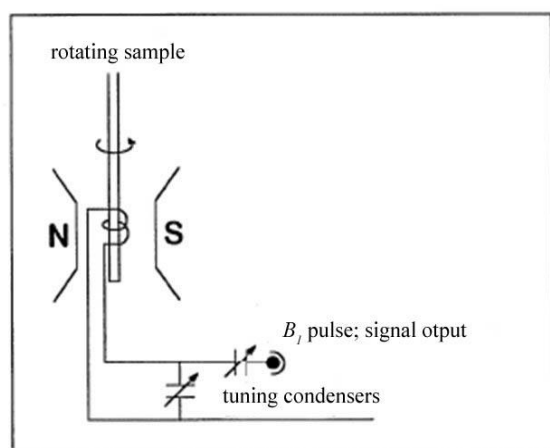 rotating sample
N S
B1 pulse; signal otput
tuning condensers